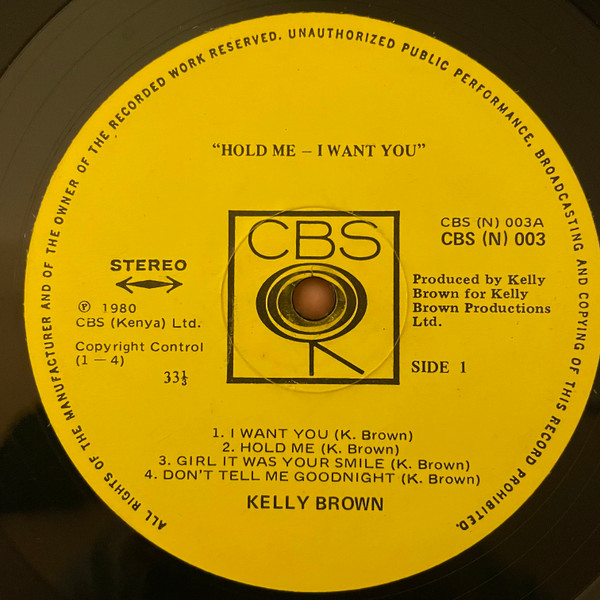 ALL RIGHTS OF THE MANUFACTURER AND OF THE OWNER OF THE RECORDED WORK RESERVED. UNAUTHORIZED PUBLIC PERFORMANCE, BROADCASTING AND COPYING OF THIS RECORD PROHIBITED.
“HOLD ME – I WANT YOU”
CBS
STEREO
℗ 1980
CBS (Kenya) Ltd.
Copyright Control
(1 — 4)
33⅓
CBS (N) 003A
CBS (N) 003
Produced by Kelly
Brown for Kelly
Brown Productions
Ltd.
SIDE 1
1. I WANT YOU (K. Brown)
2. HOLD ME (K. Brown)
3. GIRL IT WAS YOUR SMILE (K. Brown)
4. DON'T TELL ME GOODNIGHT (K. Brown)
KELLY BROWN